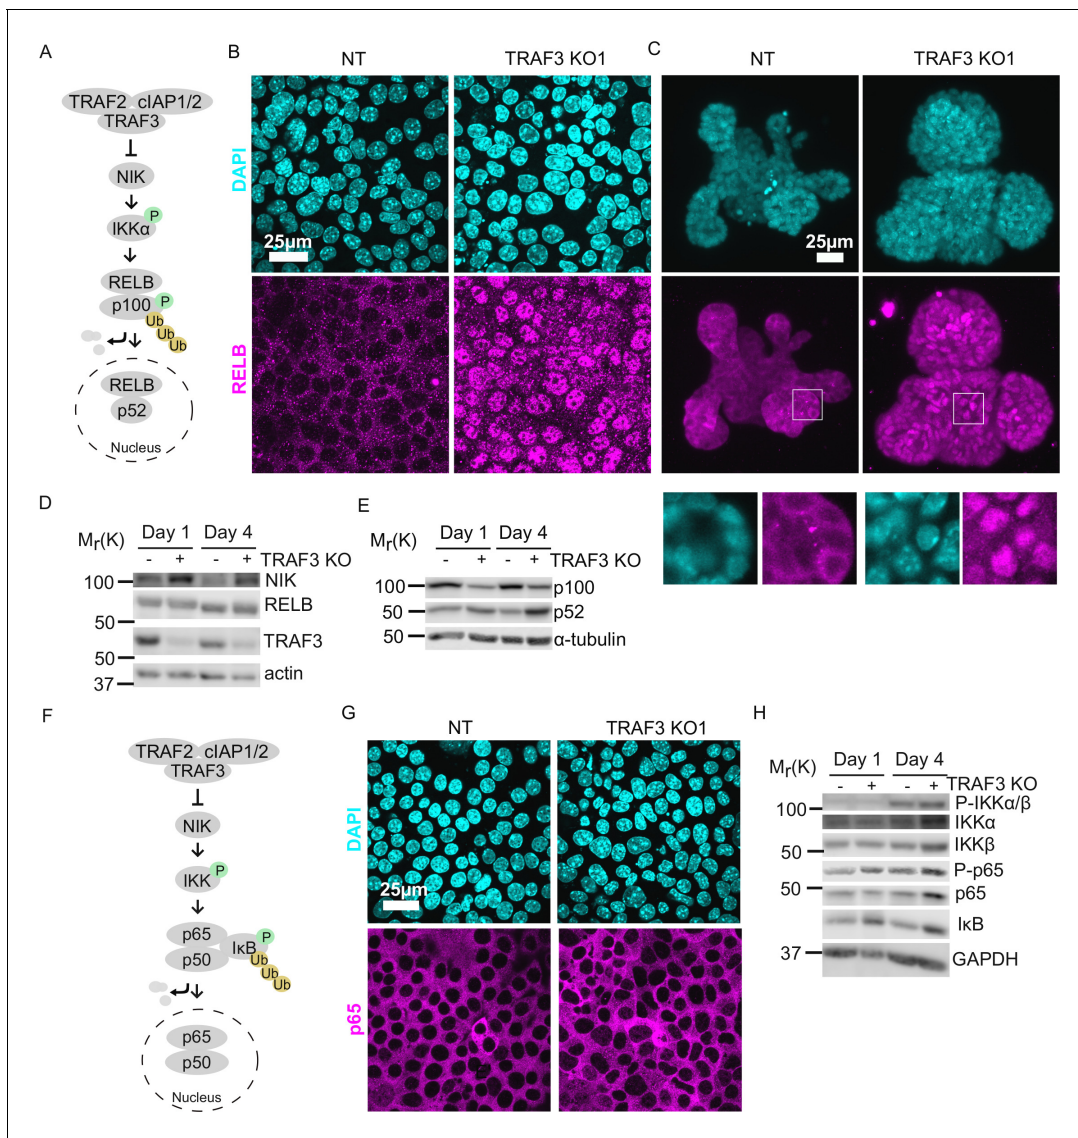 A
TRAF2 cIAP1/2
TRAF3
NIK
P
IKKα
RELB
p100 P
Ub
Ub
Ub
RELB
p52
Nucleus
B
NT TRAF3 KO1
DAPI
25µm
RELB
C
NT TRAF3 KO1
25µm
D
Mr(K) Day 1 Day 4
- + - + TRAF3 KO
100 NIK
RELB
50
TRAF3
50
actin
37
E
Mr(K) Day 1 Day 4
- + - + TRAF3 KO
100 p100
50 p52
50 α-tubulin
F
TRAF2 cIAP1/2
TRAF3
NIK
P
IKK
p65 P
IκB
p50 Ub
Ub
Ub
p65
p50
Nucleus
G
NT TRAF3 KO1
DAPI
25µm
p65
H
Mr(K) Day 1 Day 4
- + - + TRAF3 KO
P-IKKα/β
100
IKKα
IKKβ
50
P-p65
50
p65
IκB
37 GAPDH